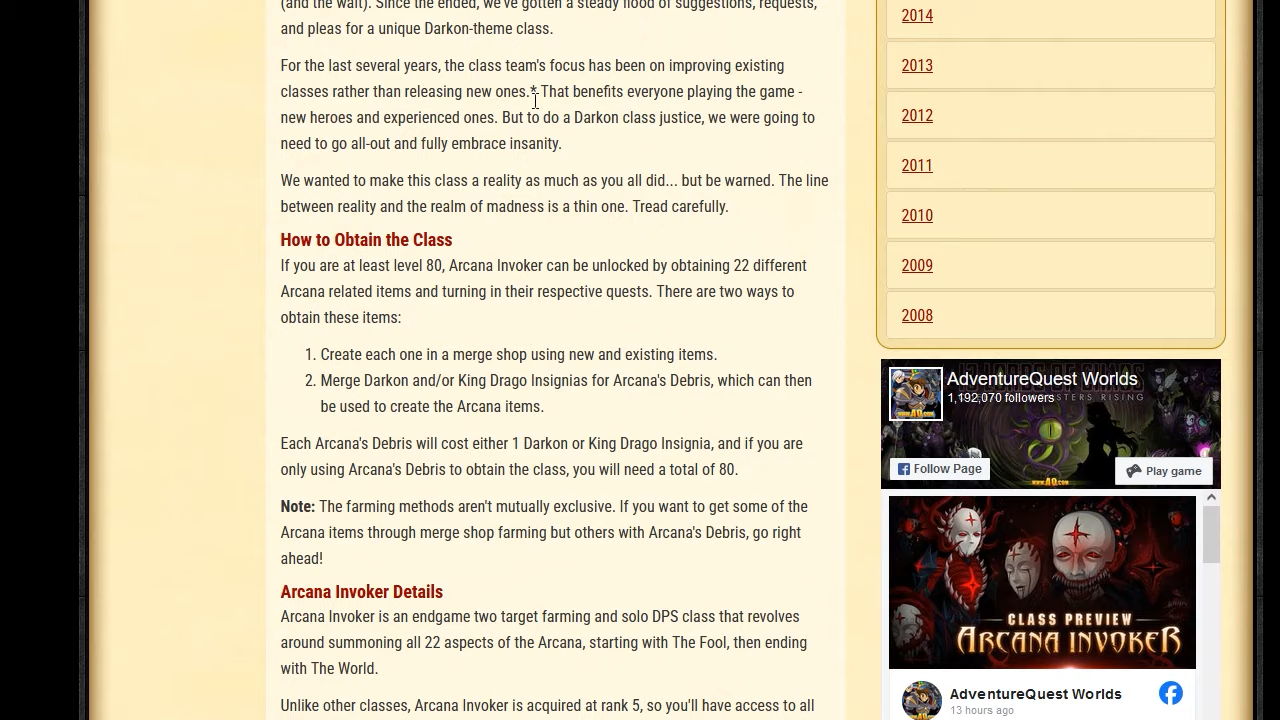 (and the wait). Since the ended, we've gotten a steady flood of suggestions, requests,
and pleas for a unique Darkon-theme class.
For the last several years, the class team's focus has been on improving existing
classes rather than releasing new ones.* That benefits everyone playing the game -
new heroes and experienced ones. But to do a Darkon class justice, we were going to
need to go all-out and fully embrace insanity.
We wanted to make this class a reality as much as you all did... but be warned. The line
between reality and the realm of madness is a thin one. Tread carefully.
How to Obtain the Class
If you are at least level 80, Arcana Invoker can be unlocked by obtaining 22 different
Arcana related items and turning in their respective quests. There are two ways to
obtain these items:
1. Create each one in a merge shop using new and existing items.
2. Merge Darkon and/or King Drago Insignias for Arcana's Debris, which can then
be used to create the Arcana items.
Each Arcana's Debris will cost either 1 Darkon or King Drago Insignia, and if you are
only using Arcana's Debris to obtain the class, you will need a total of 80.
Note: The farming methods aren't mutually exclusive. If you want to get some of the
Arcana items through merge shop farming but others with Arcana's Debris, go right
ahead!
Arcana Invoker Details
Arcana Invoker is an endgame two target farming and solo DPS class that revolves
around summoning all 22 aspects of the Arcana, starting with The Fool, then ending
with The World.
Unlike other classes, Arcana Invoker is acquired at rank 5, so you'll have access to all
2014
2013
2012
2011
2010
2009
2008
AdventureQuest Worlds
1,192,070 followers
STERS RISING
Follow Page
Play game
WWW.AQ.COM
CLASS PREVIEW
ARCANA INVOKER
AdventureQuest Worlds
13 hours ago